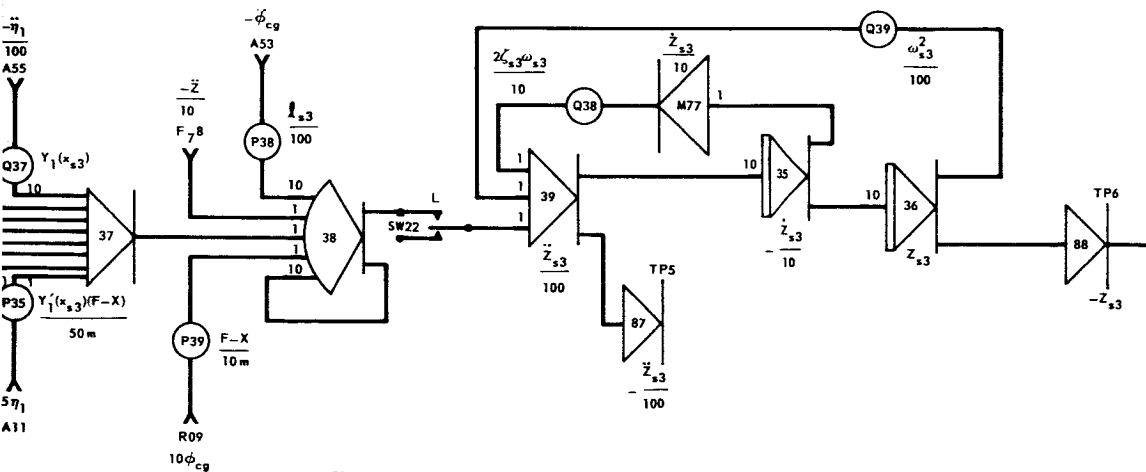 -η̈₁
100
A55
Q37
Y₁(x_s3)
10
37
1
1
P35
Y₁′(x_s3)(F-X)
50m
5η₁
A11
-Z̈
10
F78
-φ̈_cg
A53
P38
l_s3
100
10
1
1
1
10
38
P39
F-X
10m
R09
10φ_cg
L
SW22
2ζ_s3ω_s3
10
Q38
Ż_s3
10
M77
1
Q39
ω²_s3
100
1
1
1
39
Z̈_s3
100
TP5
87
- Z̈_s3
100
10
35
- Ż_s3
10
10
36
Z_s3
TP6
88
-Z_s3